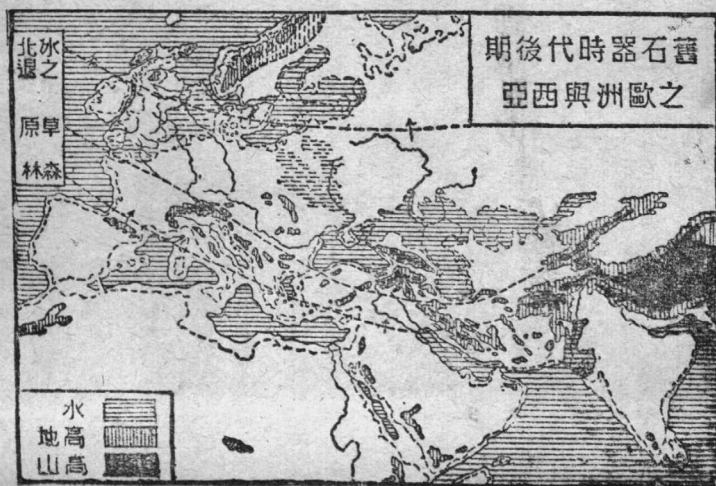 舊石器時代後期
之歐洲與西亞
冰之
北退
草原
森林
水
高地
高山